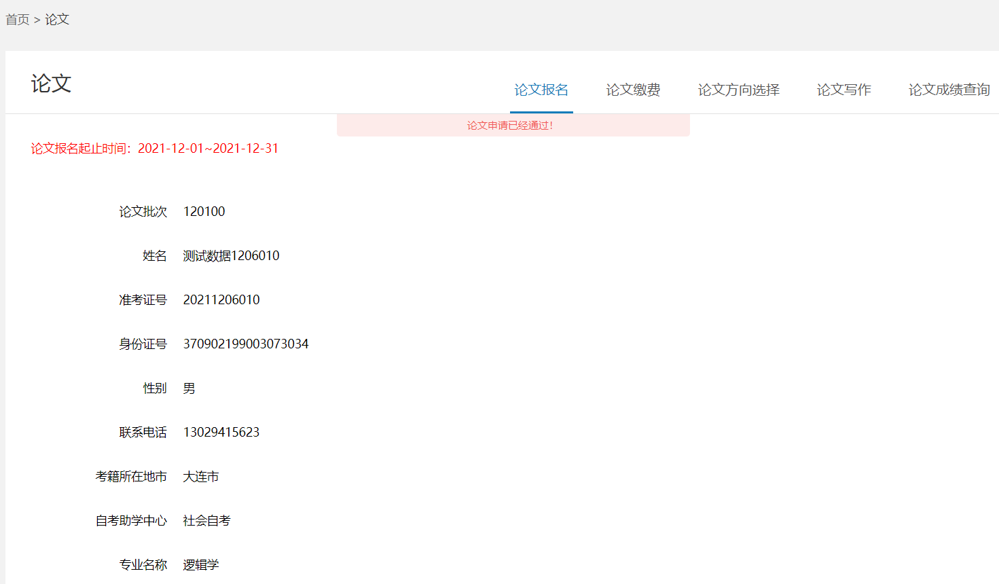 首页 > 论文
论文
论文报名 论文缴费 论文方向选择 论文写作 论文成绩查询
论文申请已经通过!
论文报名起止时间：2021-12-01~2021-12-31
论文批次 120100
姓名 测试数据1206010
准考证号 20211206010
身份证号 370902199003073034
性别 男
联系电话 13029415623
考籍所在地市 大连市
自考助学中心 社会自考
专业名称 逻辑学